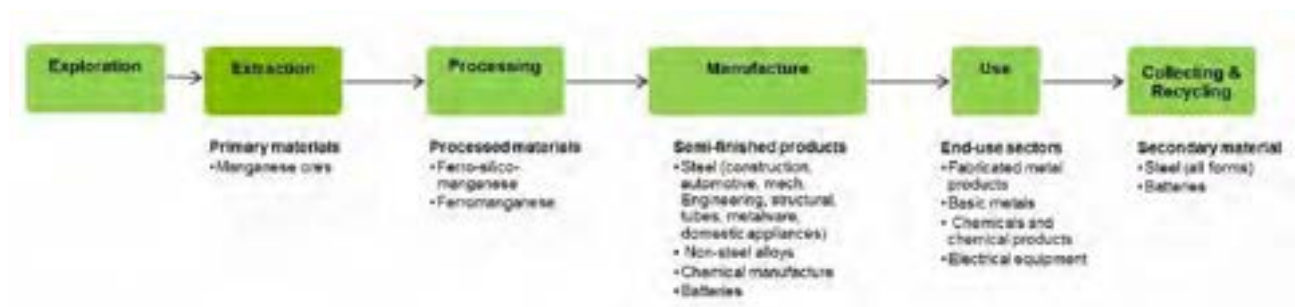 Exploration
Extraction
Processing
Manufacture
Use
Collecting &
Recycling
Primary materials
•Manganese ores
Processed materials
•Ferro-silico-
manganese
•Ferromanganese
Semi-finished products
•Steel (construction,
automotive, mech.
Engineering, structural,
tubes, metalware,
domestic appliances)
• Non-steel alloys
•Chemical manufacture
•Batteries
End-use sectors
•Fabricated metal
products
•Basic metals
• Chemicals and
chemical products
•Electrical equipment
Secondary material
•Steel (all forms)
•Batteries